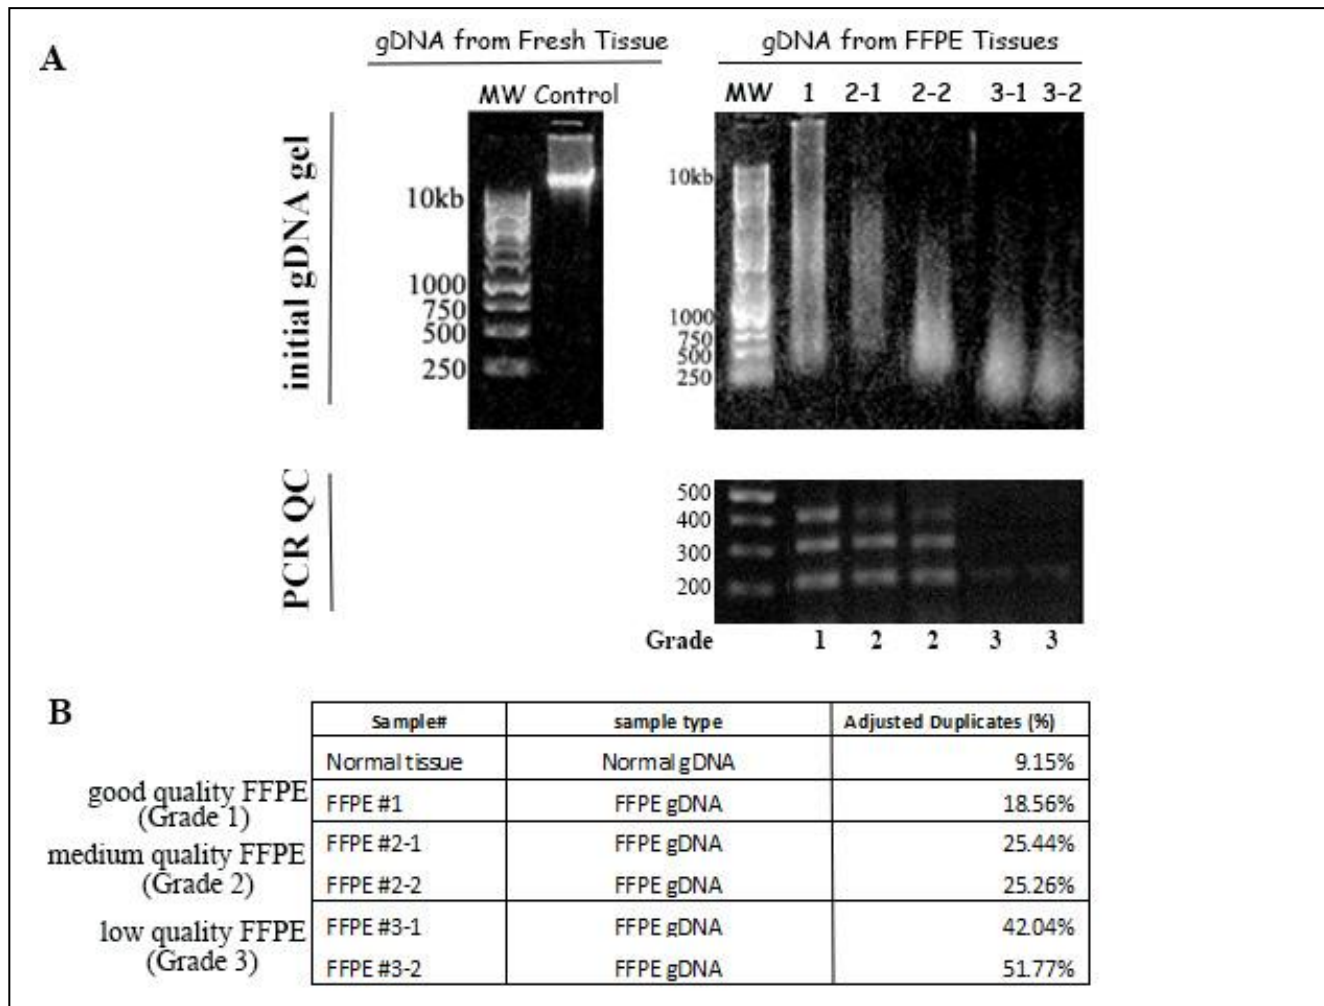 A
gDNA from Fresh Tissue
gDNA from FFPE Tissues
MW Control
MW 1 2-1 2-2 3-1 3-2
initial gDNA gel
10kb
1000
750
500
250
10kb
1000
750
500
250
PCR QC
500
400
300
200
Grade 1 2 2 3 3
B
Sample# sample type Adjusted Duplicates (%)
Normal tissue Normal gDNA 9.15%
good quality FFPE
(Grade 1)
FFPE #1 FFPE gDNA 18.56%
medium quality FFPE
(Grade 2)
FFPE #2-1 FFPE gDNA 25.44%
FFPE #2-2 FFPE gDNA 25.26%
low quality FFPE
(Grade 3)
FFPE #3-1 FFPE gDNA 42.04%
FFPE #3-2 FFPE gDNA 51.77%